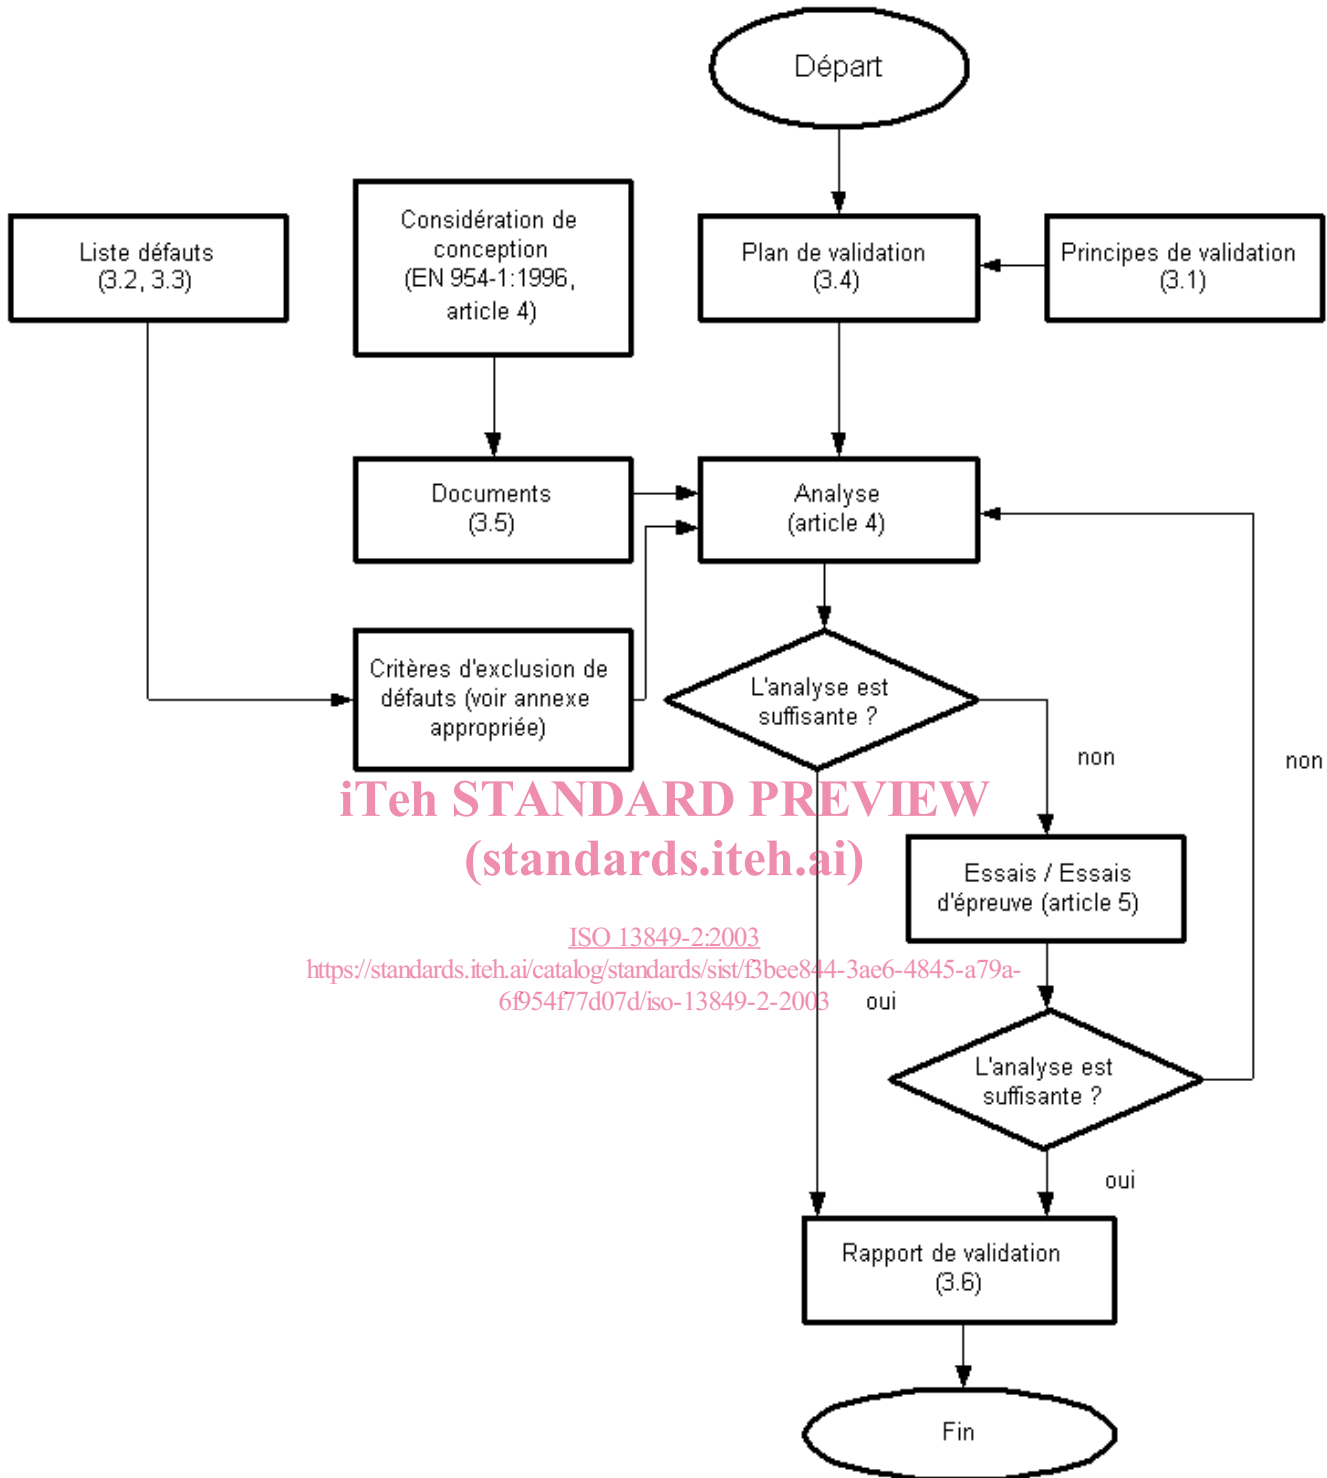 Départ
Liste défauts
(3.2, 3.3)
Considération de
conception
(EN 954-1:1996,
article 4)
Plan de validation
(3.4)
Principes de validation
(3.1)
Documents
(3.5)
Analyse
(article 4)
Critères d'exclusion de
défauts (voir annexe
appropriée)
L'analyse est
suffisante ?
non
non
iTeh STANDARD PREVIEW
(standards.iteh.ai)
Essais / Essais
d'épreuve (article 5)
ISO 13849-2:2003
https://standards.iteh.ai/catalog/standards/sist/f3bee844-3ae6-4845-a79a-
6f954f77d07d/iso-13849-2-2003
oui
L'analyse est
suffisante ?
oui
Rapport de validation
(3.6)
Fin